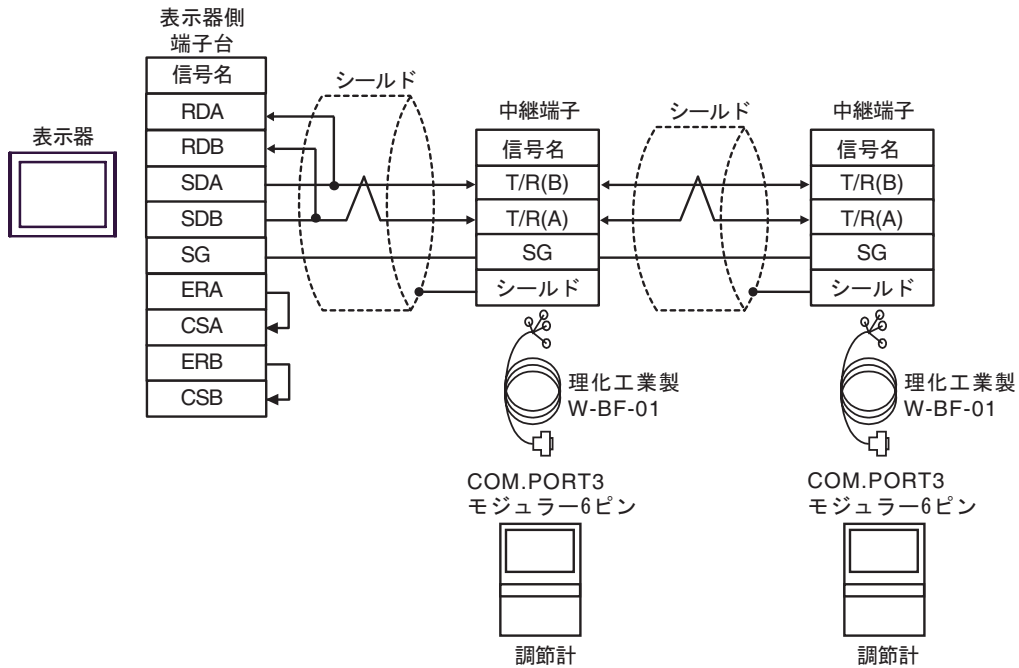 表示器
表示器側
端子台
信号名
RDA
RDB
SDA
SDB
SG
ERA
CSA
ERB
CSB
シールド
中継端子
信号名
T/R(B)
T/R(A)
SG
シールド
理化工業製
W-BF-01
COM.PORT3
モジュラー6ピン
調節計
シールド
中継端子
信号名
T/R(B)
T/R(A)
SG
シールド
理化工業製
W-BF-01
COM.PORT3
モジュラー6ピン
調節計